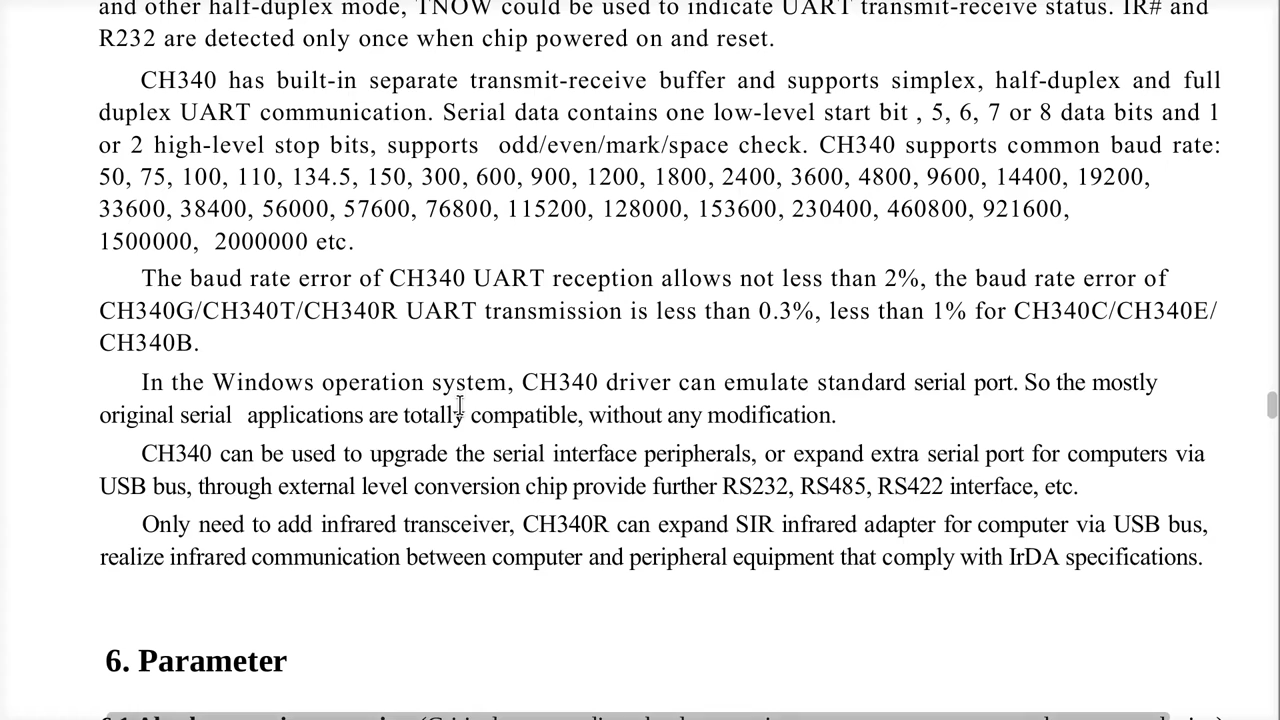 and other half-duplex mode, TNOW could be used to indicate UART transmit-receive status. IR# and
R232 are detected only once when chip powered on and reset.
CH340 has built-in separate transmit-receive buffer and supports simplex, half-duplex and full
duplex UART communication. Serial data contains one low-level start bit , 5, 6, 7 or 8 data bits and 1
or 2 high-level stop bits, supports odd/even/mark/space check. CH340 supports common baud rate:
50, 75, 100, 110, 134.5, 150, 300, 600, 900, 1200, 1800, 2400, 3600, 4800, 9600, 14400, 19200,
33600, 38400, 56000, 57600, 76800, 115200, 128000, 153600, 230400, 460800, 921600,
1500000, 2000000 etc.
The baud rate error of CH340 UART reception allows not less than 2%, the baud rate error of
CH340G/CH340T/CH340R UART transmission is less than 0.3%, less than 1% for CH340C/CH340E/
CH340B.
In the Windows operation system, CH340 driver can emulate standard serial port. So the mostly
original serial applications are totally compatible, without any modification.
CH340 can be used to upgrade the serial interface peripherals, or expand extra serial port for computers via
USB bus, through external level conversion chip provide further RS232, RS485, RS422 interface, etc.
Only need to add infrared transceiver, CH340R can expand SIR infrared adapter for computer via USB bus,
realize infrared communication between computer and peripheral equipment that comply with IrDA specifications.
6. Parameter